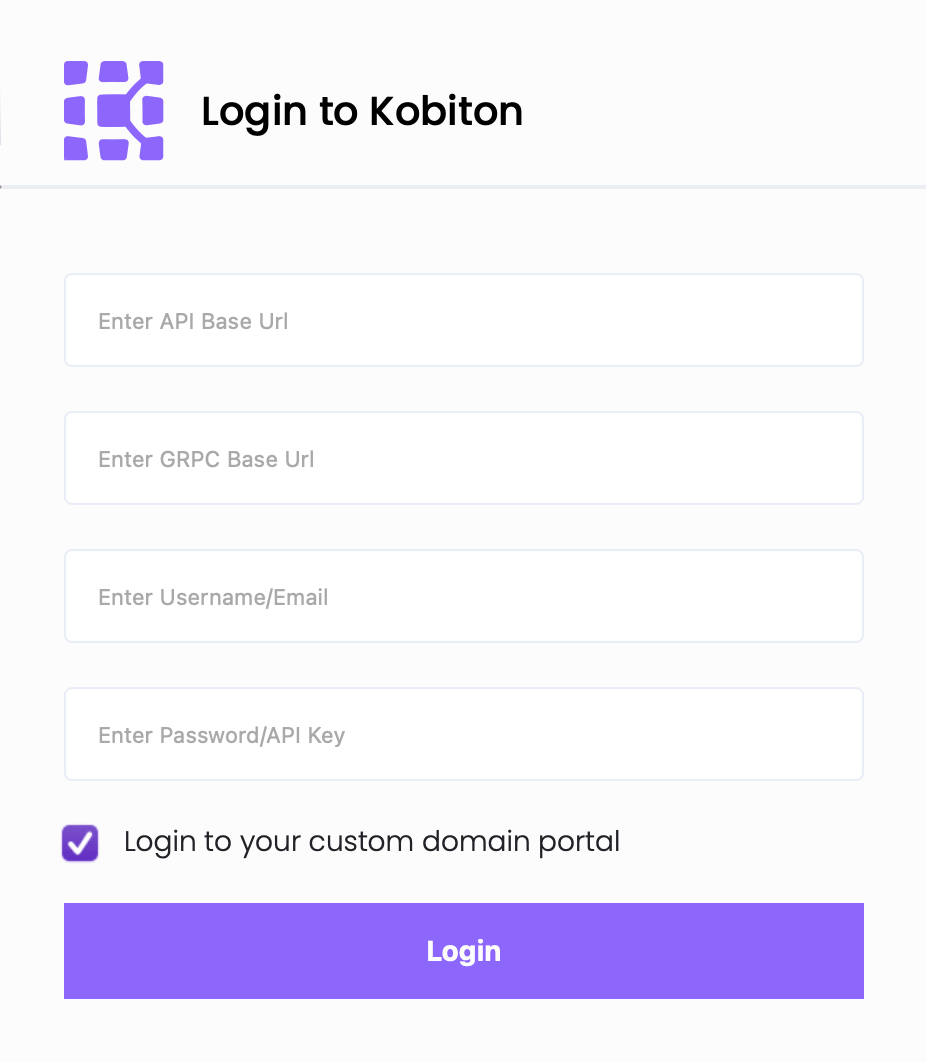 Login to Kobiton
Enter API Base Url
Enter GRPC Base Url
Enter Username/Email
Enter Password/API Key
Login to your custom domain portal
Login